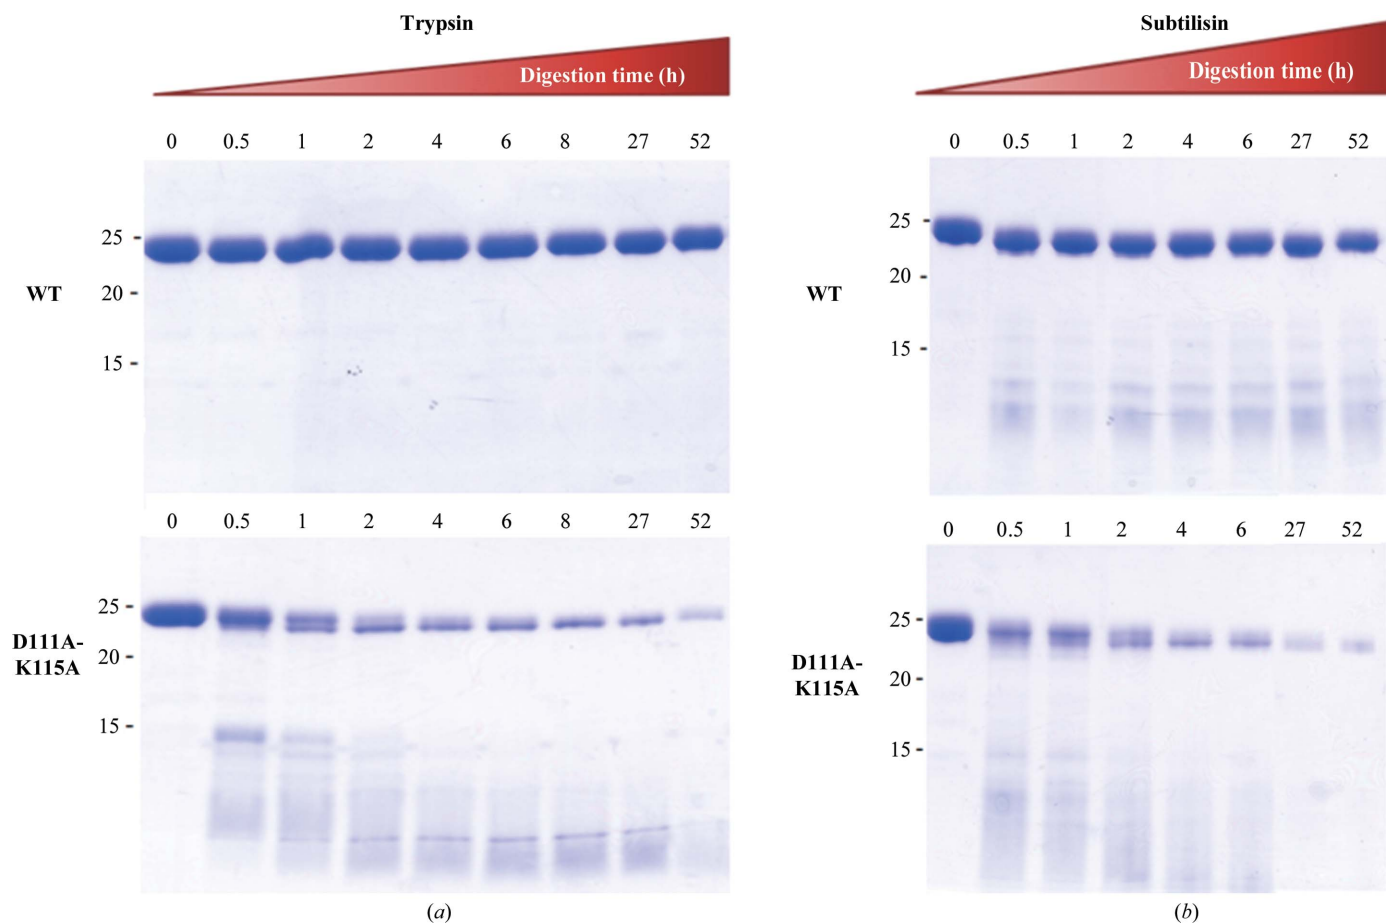 Trypsin
Digestion time (h)
0 0.5 1 2 4 6 8 27 52
25
WT
20
15
0 0.5 1 2 4 6 8 27 52
25
D111A-
K115A
20
15
(a)
Subtilisin
Digestion time (h)
0 0.5 1 2 4 6 27 52
25
20
WT
15
0 0.5 1 2 4 6 27 52
25
D111A-
K115A
20
15
(b)